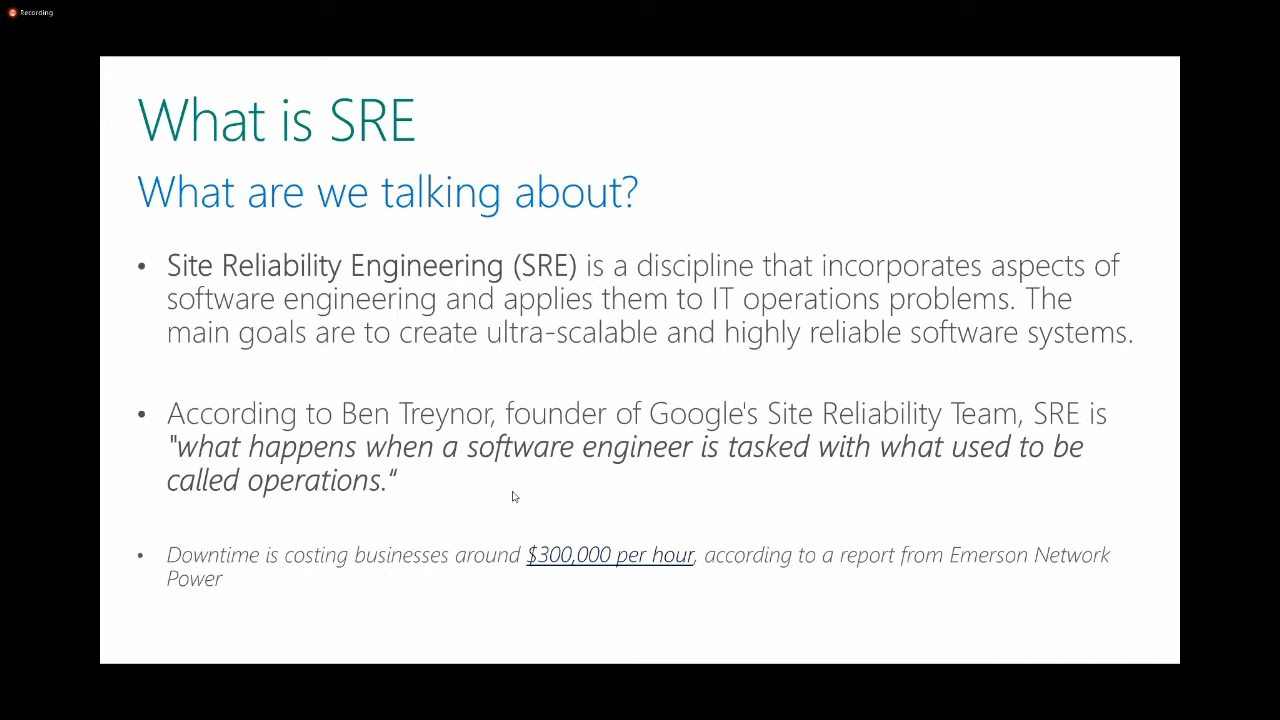 Recording
What is SRE
What are we talking about?
• Site Reliability Engineering (SRE) is a discipline that incorporates aspects of
software engineering and applies them to IT operations problems. The
main goals are to create ultra-scalable and highly reliable software systems.
• According to Ben Treynor, founder of Google's Site Reliability Team, SRE is
"what happens when a software engineer is tasked with what used to be
called operations."
• Downtime is costing businesses around $300,000 per hour, according to a report from Emerson Network
Power